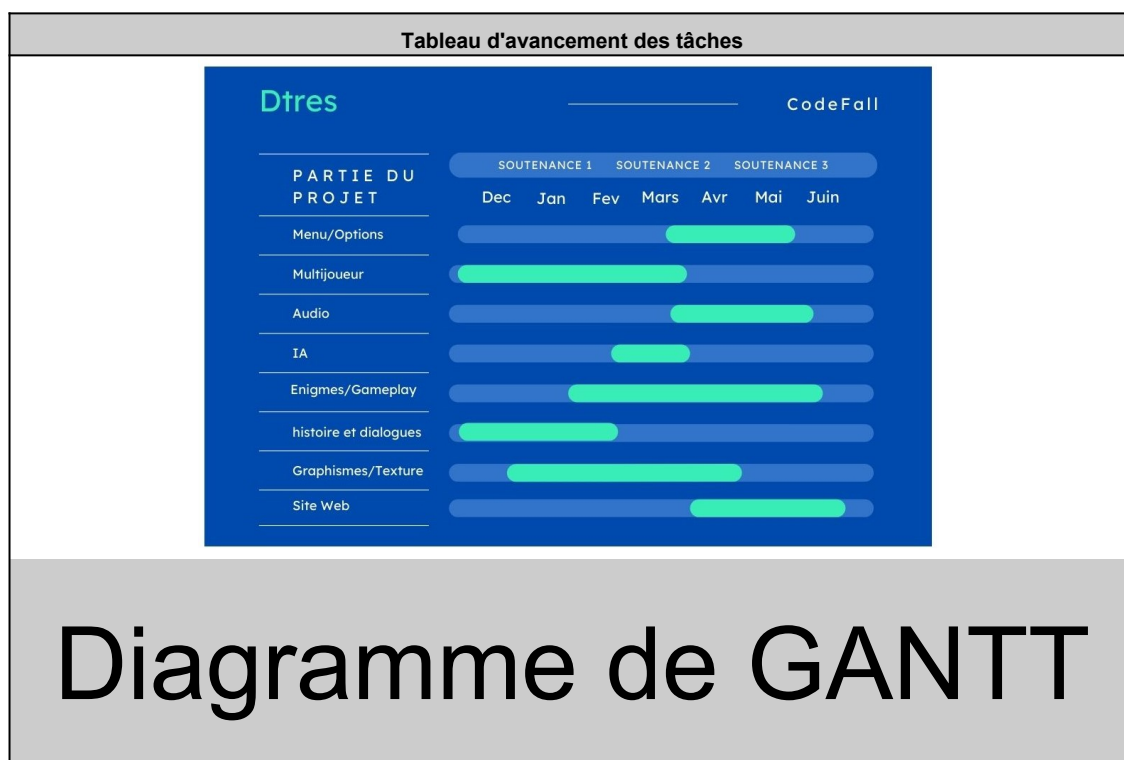 Tableau d'avancement des tâches
Dtres
CodeFall
PARTIE DU
PROJET
SOUTENANCE 1 SOUTENANCE 2 SOUTENANCE 3
Dec Jan Fev Mars Avr Mai Juin
Menu/Options
Multijoueur
Audio
IA
Enigmes/Gameplay
histoire et dialogues
Graphismes/Texture
Site Web
Diagramme de GANTT